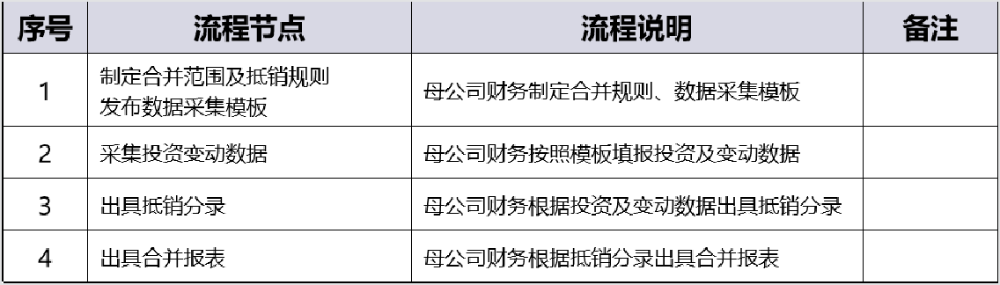 序号 流程节点 流程说明 备注
1 制定合并范围及抵销规则 母公司财务制定合并规则、数据采集模板
发布数据采集模板
2 采集投资变动数据 母公司财务按照模板填报投资及变动数据
3 出具抵销分录 母公司财务根据投资及变动数据出具抵销分录
4 出具合并报表 母公司财务根据抵销分录出具合并报表